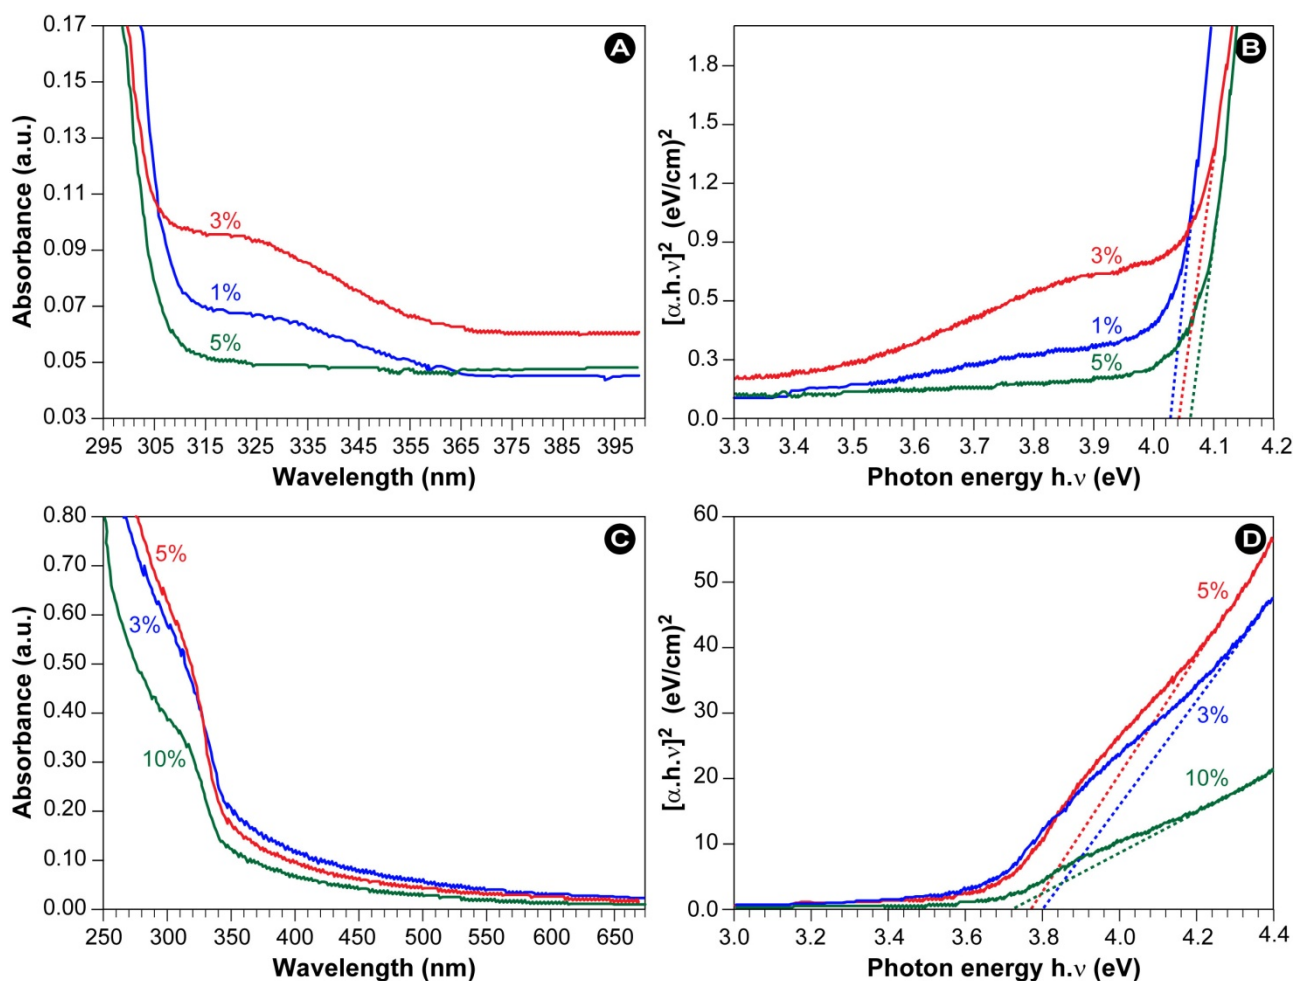 A
Absorbance (a.u.)
0.17
0.15
0.13
0.11
0.09
0.07
0.05
0.03
3%
1%
5%
295 305 315 325 335 345 355 365 375 385 395
Wavelength (nm)
B
[α.h.ν]² (eV/cm)²
1.8
1.5
1.2
0.9
0.5
0.3
0.0
3%
1%
5%
3.3 3.4 3.5 3.6 3.7 3.8 3.9 4.0 4.1 4.2
Photon energy h.ν (eV)
C
Absorbance (a.u.)
0.80
0.70
0.60
0.50
0.40
0.30
0.20
0.10
0.00
5%
3%
10%
250 300 350 400 450 500 550 600 650
Wavelength (nm)
D
[α.h.ν]² (eV/cm)²
60
50
40
30
20
10
0.0
5%
3%
10%
3.0 3.2 3.4 3.6 3.8 4.0 4.2 4.4
Photon energy h.ν (eV)